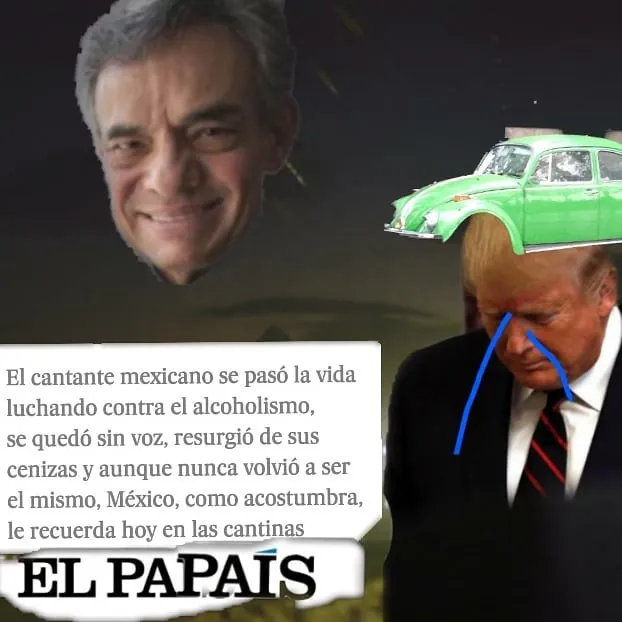 El cantante mexicano se pasó la vida
luchando contra el alcoholismo,
se quedó sin voz, resurgió de sus
cenizas y aunque nunca volvió a ser
el mismo, México, como acostumbra,
le recuerda hoy en las cantinas
EL PAPAÍS